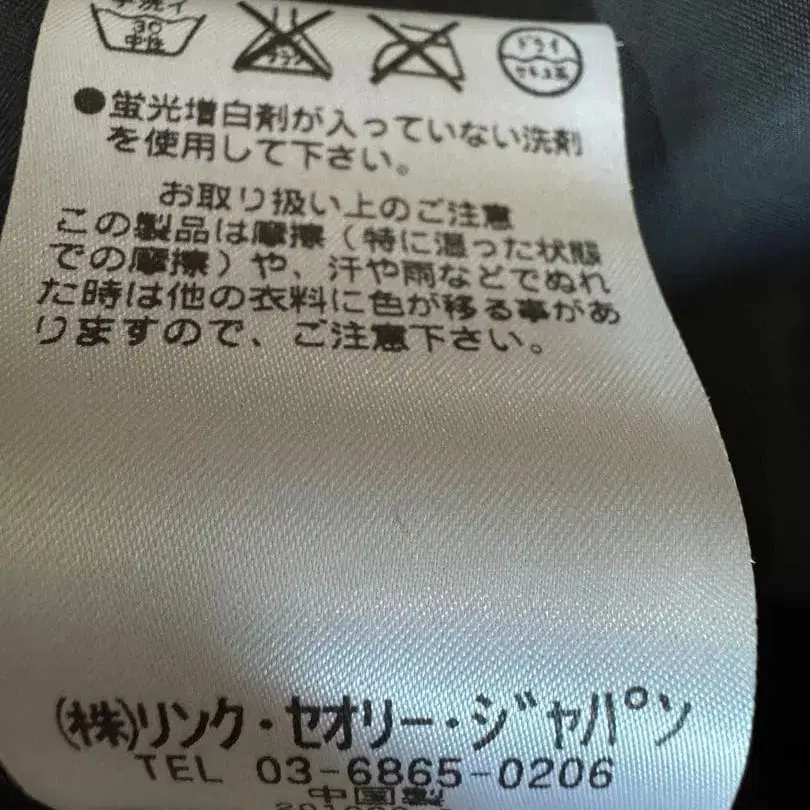 手洗イ
30
中性
ドライ
セキユ系
●蛍光増白剤が入っていない洗剤
を使用して下さい。
お取り扱い上のご注意
この製品は摩擦（特に湿った状態
での摩擦）や、汗や雨などでぬれ
た時は他の衣料に色が移る事があ
りますので、ご注意下さい。
(株)リンク・セオリー・ジャパン
TEL 03-6865-0206
中国製